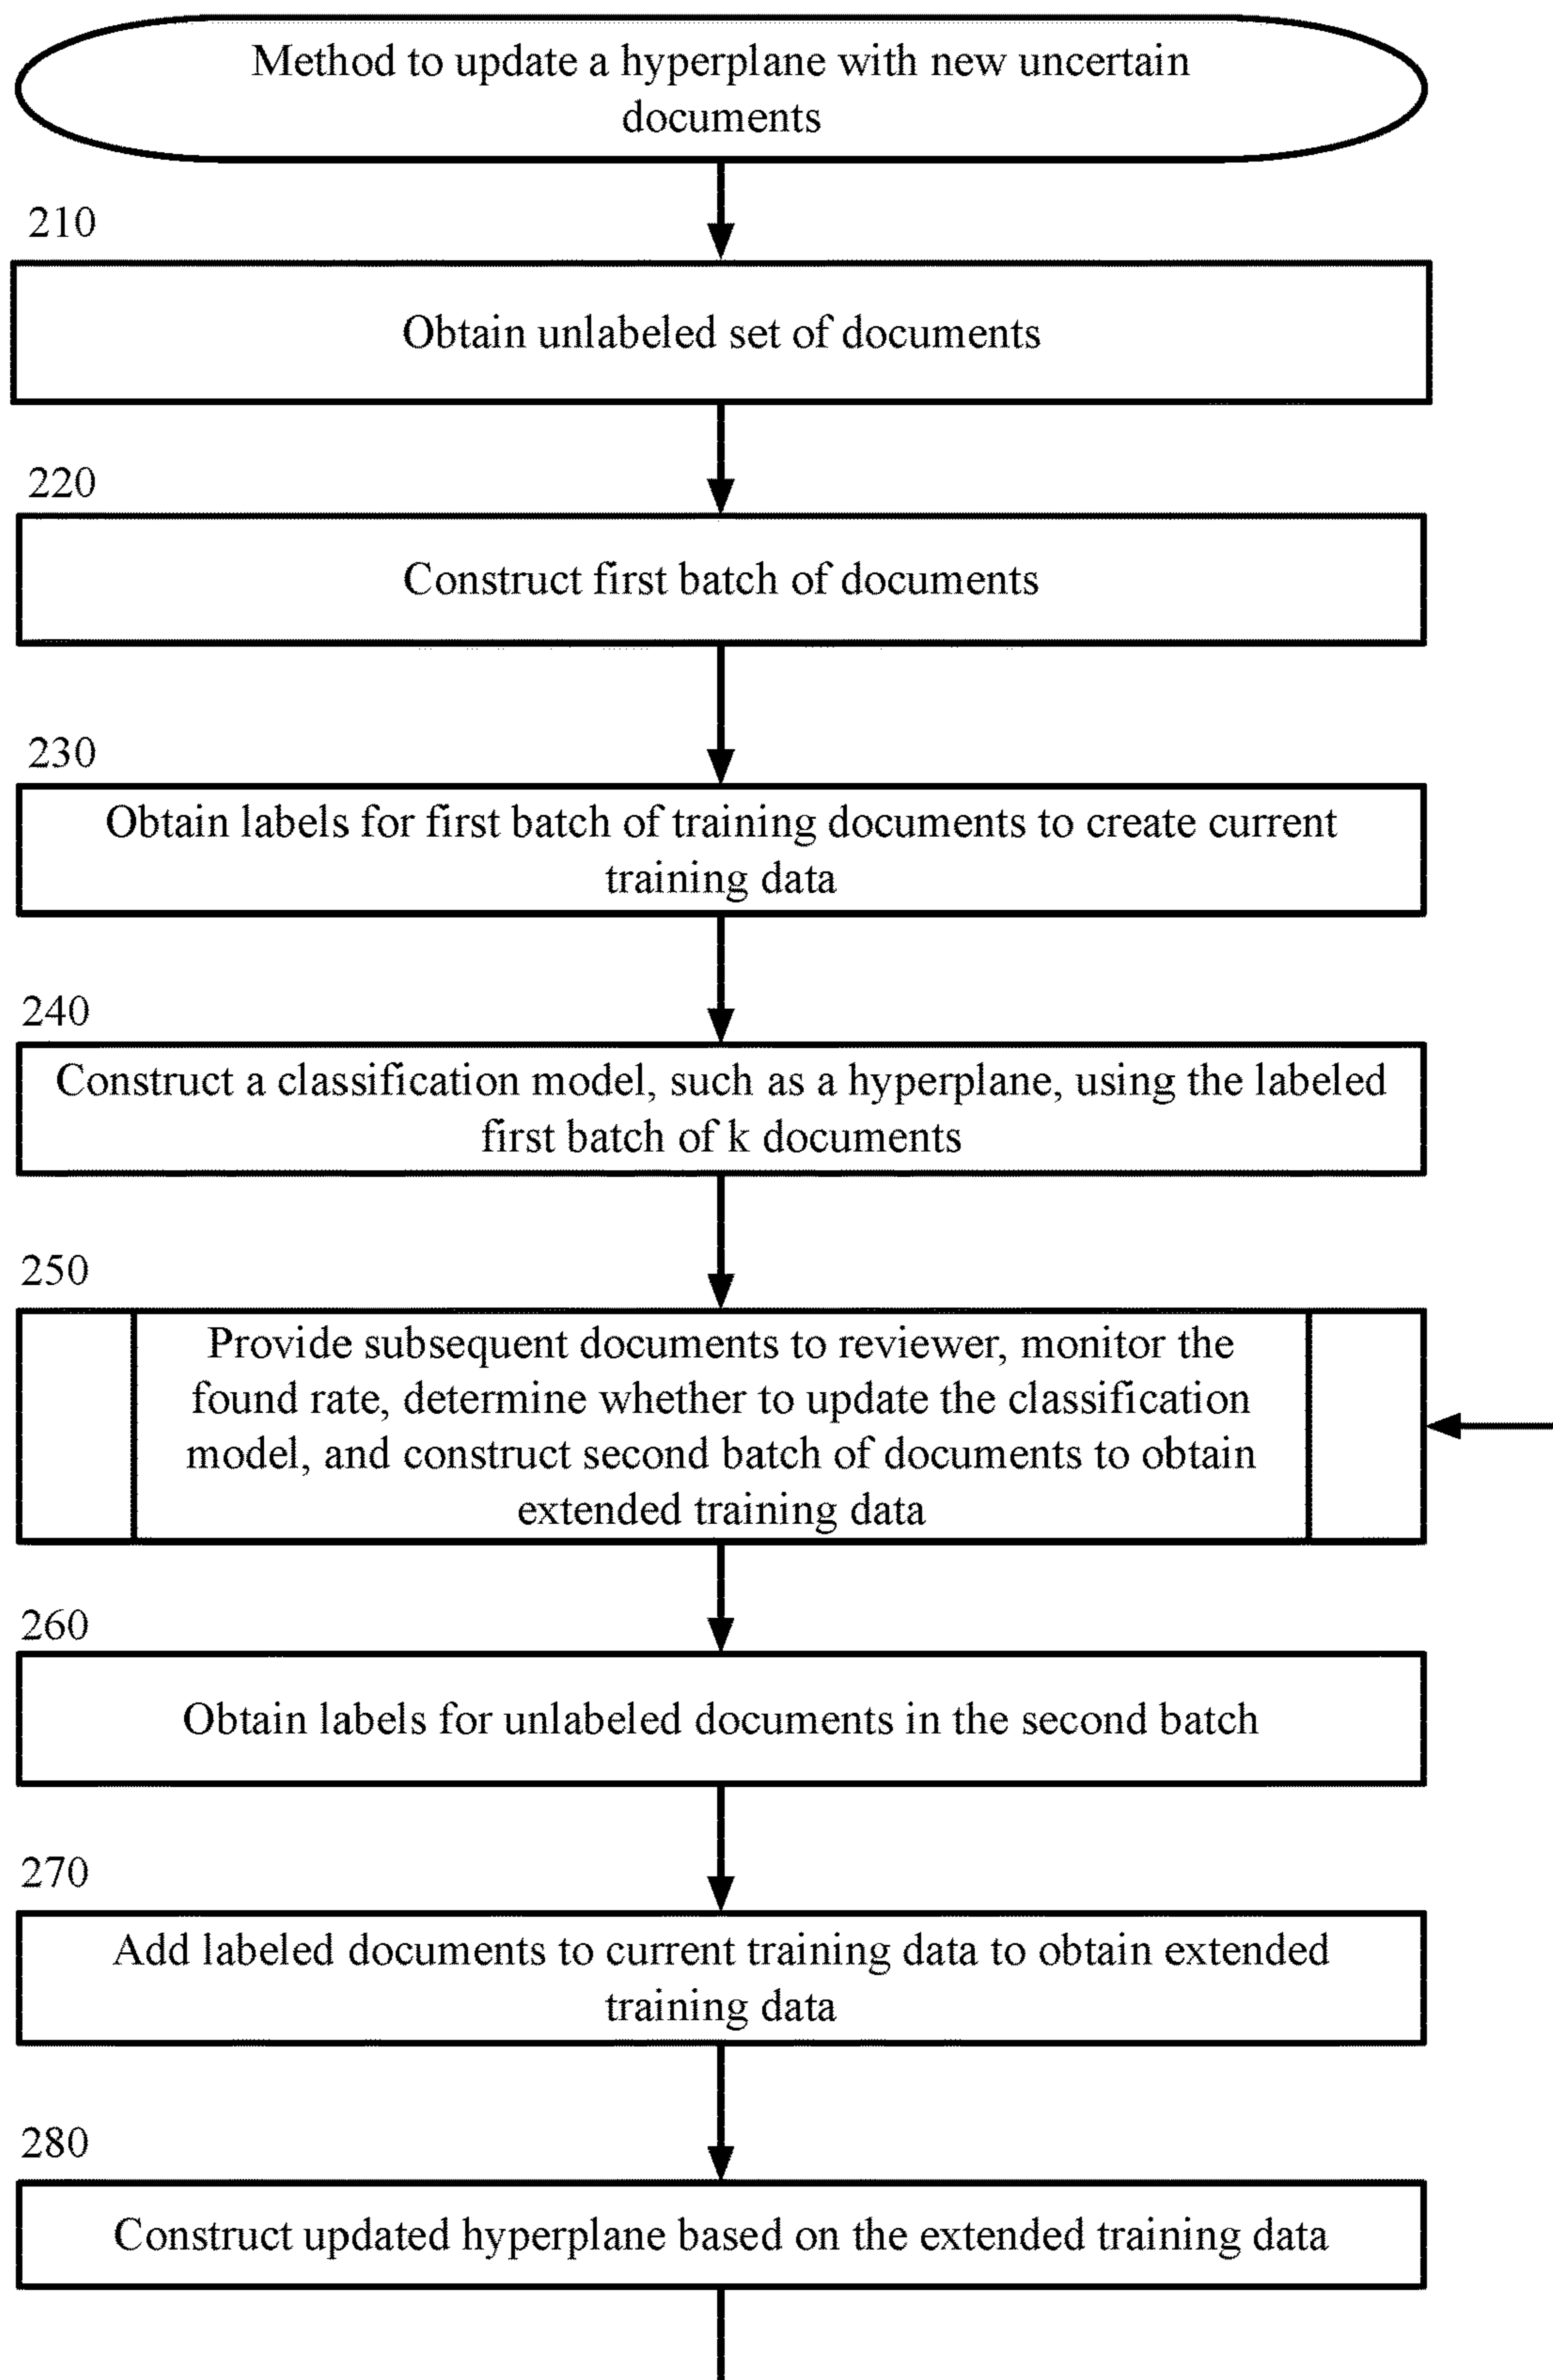 Method to update a hyperplane with new uncertain
documents
210
Obtain unlabeled set of documents
220
Construct first batch of documents
230
Obtain labels for first batch of training documents to create current
training data
240
Construct a classification model, such as a hyperplane, using the labeled
first batch of k documents
250
Provide subsequent documents to reviewer, monitor the
found rate, determine whether to update the classification
model, and construct second batch of documents to obtain
extended training data
260
Obtain labels for unlabeled documents in the second batch
270
Add labeled documents to current training data to obtain extended
training data
280
Construct updated hyperplane based on the extended training data